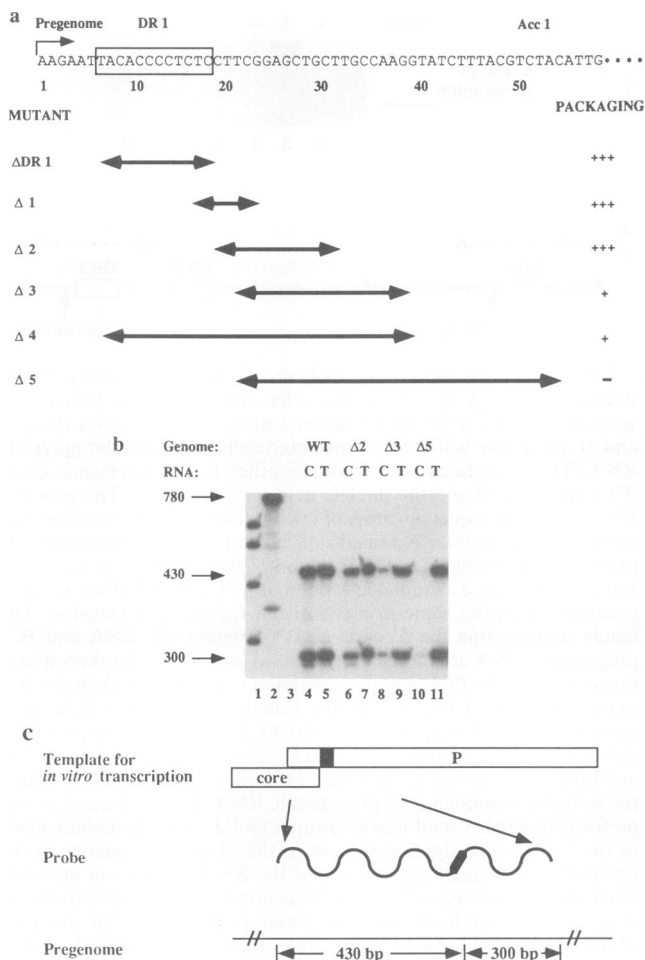 a
Pregenome DR 1 Acc 1
AAGAATTACACCCCTCTCCTTCGGAGCTGCTTGCCAAGGTATCTTTACGTCTACATTG····
1 10 20 30 40 50
MUTANT PACKAGING
ΔDR 1 +++
Δ 1 +++
Δ 2 +++
Δ 3 +
Δ 4 +
Δ 5 -
b
Genome: WT Δ2 Δ3 Δ5
RNA: C T C T C T C T
780
430
300
1 2 3 4 5 6 7 8 9 10 11
c
Template for
in vitro transcription
P
core
Probe
Pregenome
430 bp 300 bp